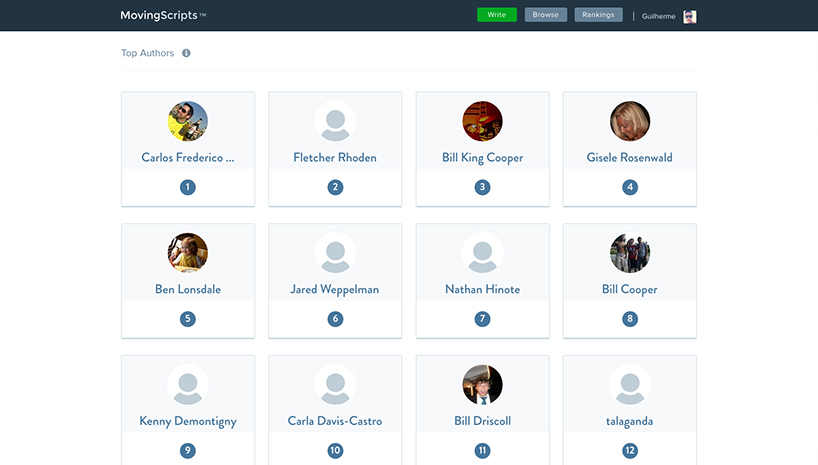 MovingScripts™ Write Browse Rankings Guilherme
Top Authors
Carlos Frederico ... Fletcher Rhoden Bill King Cooper Gisele Rosenwald
1 2 3 4
Ben Lonsdale Jared Weppelman Nathan Hinote Bill Cooper
5 6 7 8
Kenny Demontigny Carla Davis-Castro Bill Driscoll talaganda
9 10 11 12